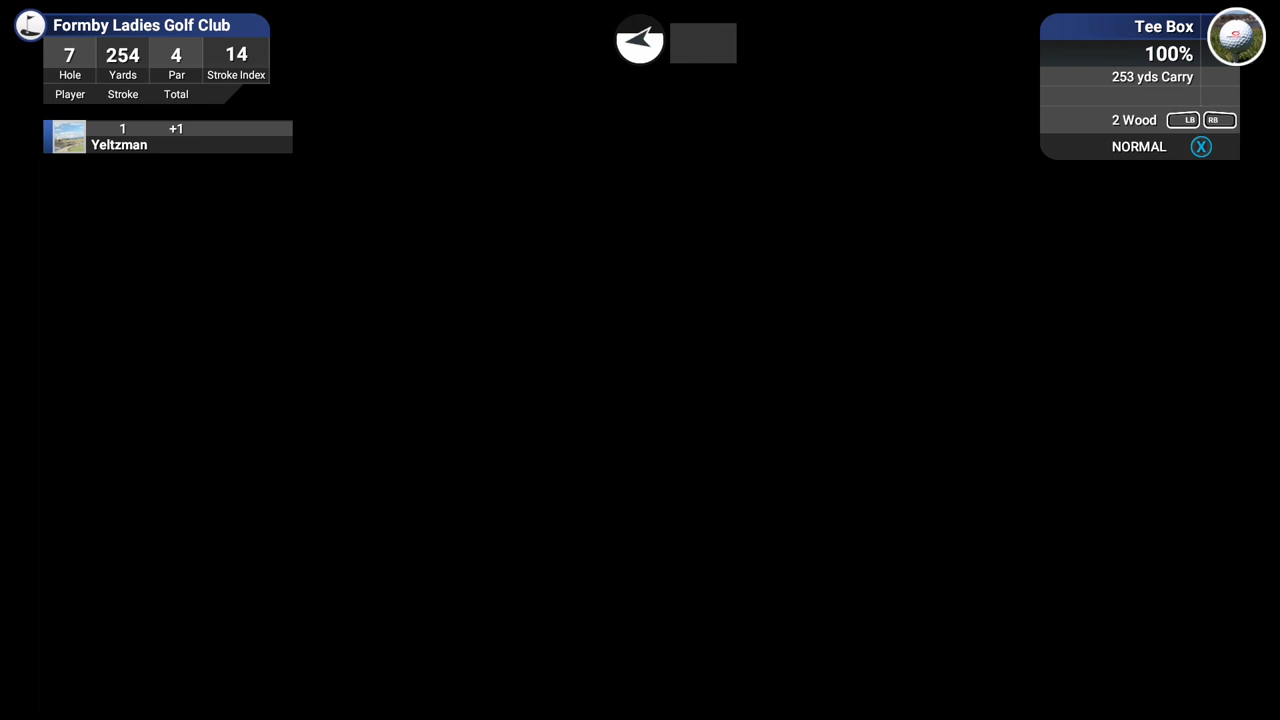 Formby Ladies Golf Club
7 254 4 14
Hole Yards Par Stroke Index
Player Stroke Total
1 +1
Yeltzman
Tee Box
100%
253 yds Carry
2 Wood LB RB
NORMAL X